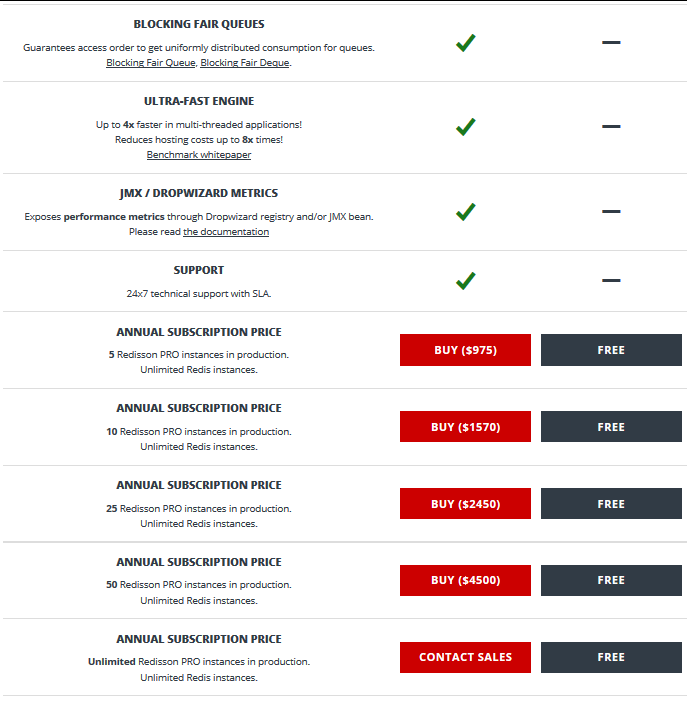 BLOCKING FAIR QUEUES
Guarantees access order to get uniformly distributed consumption for queues.
Blocking Fair Queue, Blocking Fair Deque.
ULTRA-FAST ENGINE
Up to 4x faster in multi-threaded applications!
Reduces hosting costs up to 8x times!
Benchmark whitepaper
JMX / DROPWIZARD METRICS
Exposes performance metrics through Dropwizard registry and/or JMX bean.
Please read the documentation
SUPPORT
24x7 technical support with SLA.
ANNUAL SUBSCRIPTION PRICE
5 Redisson PRO instances in production.
Unlimited Redis instances.
BUY ($975)
FREE
ANNUAL SUBSCRIPTION PRICE
10 Redisson PRO instances in production.
Unlimited Redis instances.
BUY ($1570)
FREE
ANNUAL SUBSCRIPTION PRICE
25 Redisson PRO instances in production.
Unlimited Redis instances.
BUY ($2450)
FREE
ANNUAL SUBSCRIPTION PRICE
50 Redisson PRO instances in production.
Unlimited Redis instances.
BUY ($4500)
FREE
ANNUAL SUBSCRIPTION PRICE
Unlimited Redisson PRO instances in production.
Unlimited Redis instances.
CONTACT SALES
FREE